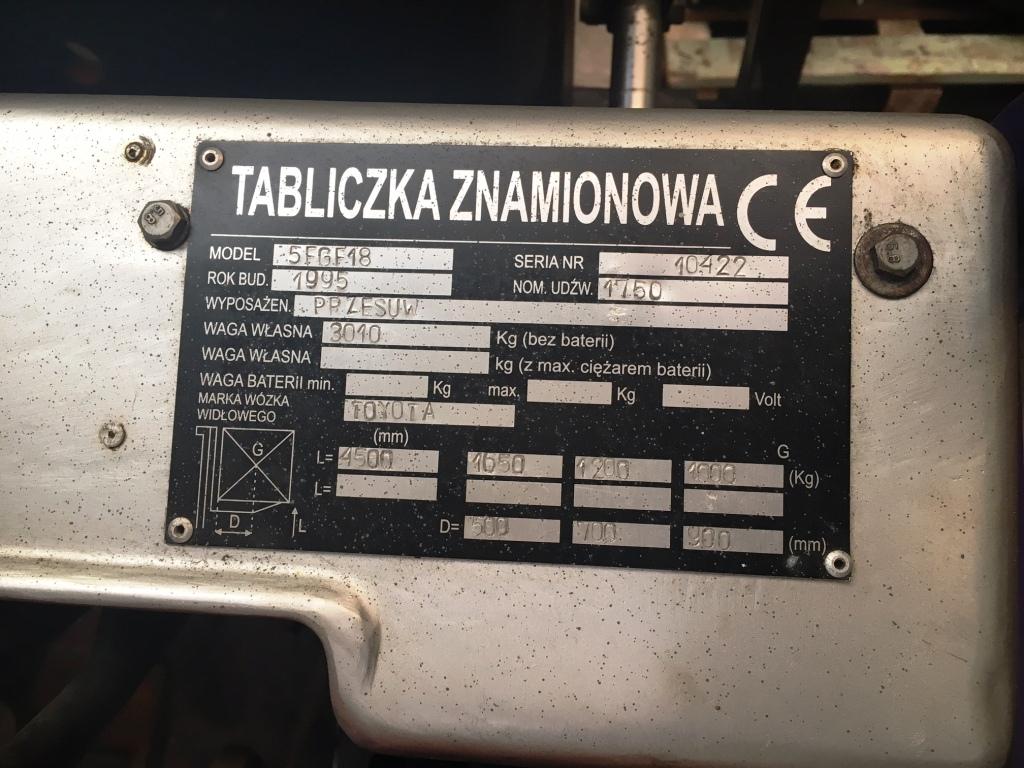 TABLICZKA ZNAMIONOWA CE
MODEL 5FGF18 SERIA NR 10422
ROK BUD. 1995 NOM. UDŹW. 1750
WYPOSAŻEN. PRZESUW
WAGA WŁASNA 3010 Kg (bez baterii)
WAGA WŁASNA kg (z max. ciężarem baterii)
WAGA BATERII min. Kg max. Kg Volt
MARKA WÓZKA
WIDŁOWEGO TOYOTA
(mm) G
G L= 4500 1650 1200 1000 (Kg)
L=
D L D= 500 700 900 (mm)